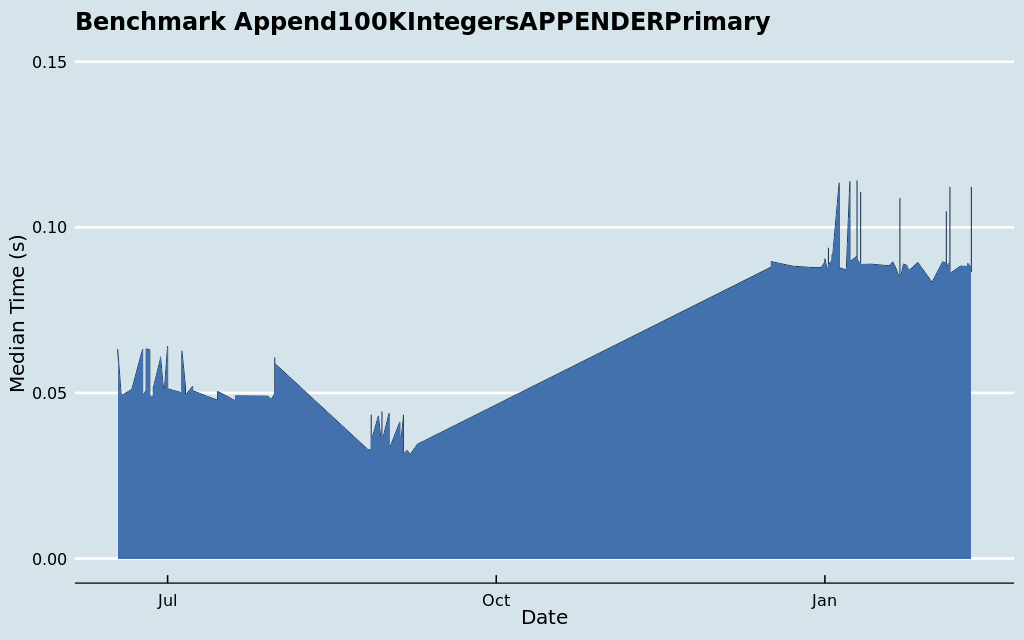 Benchmark Append100KIntegersAPPENDERPrimary
0.15
0.10
0.05
0.00
Median Time (s)
Jul
Oct
Jan
Date